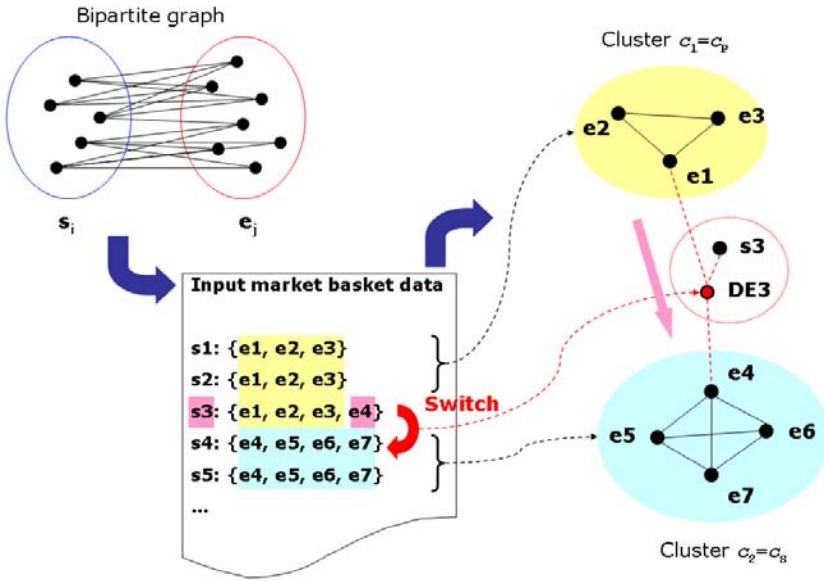 Bipartite graph
s_i
e_j
Input market basket data
s1: {e1, e2, e3}
s2: {e1, e2, e3}
s3: {e1, e2, e3, e4}
s4: {e4, e5, e6, e7}
s5: {e4, e5, e6, e7}
...
Switch
Cluster c_1=c_P
e2
e3
e1
s3
DE3
e4
e5
e6
e7
Cluster c_2=c_S